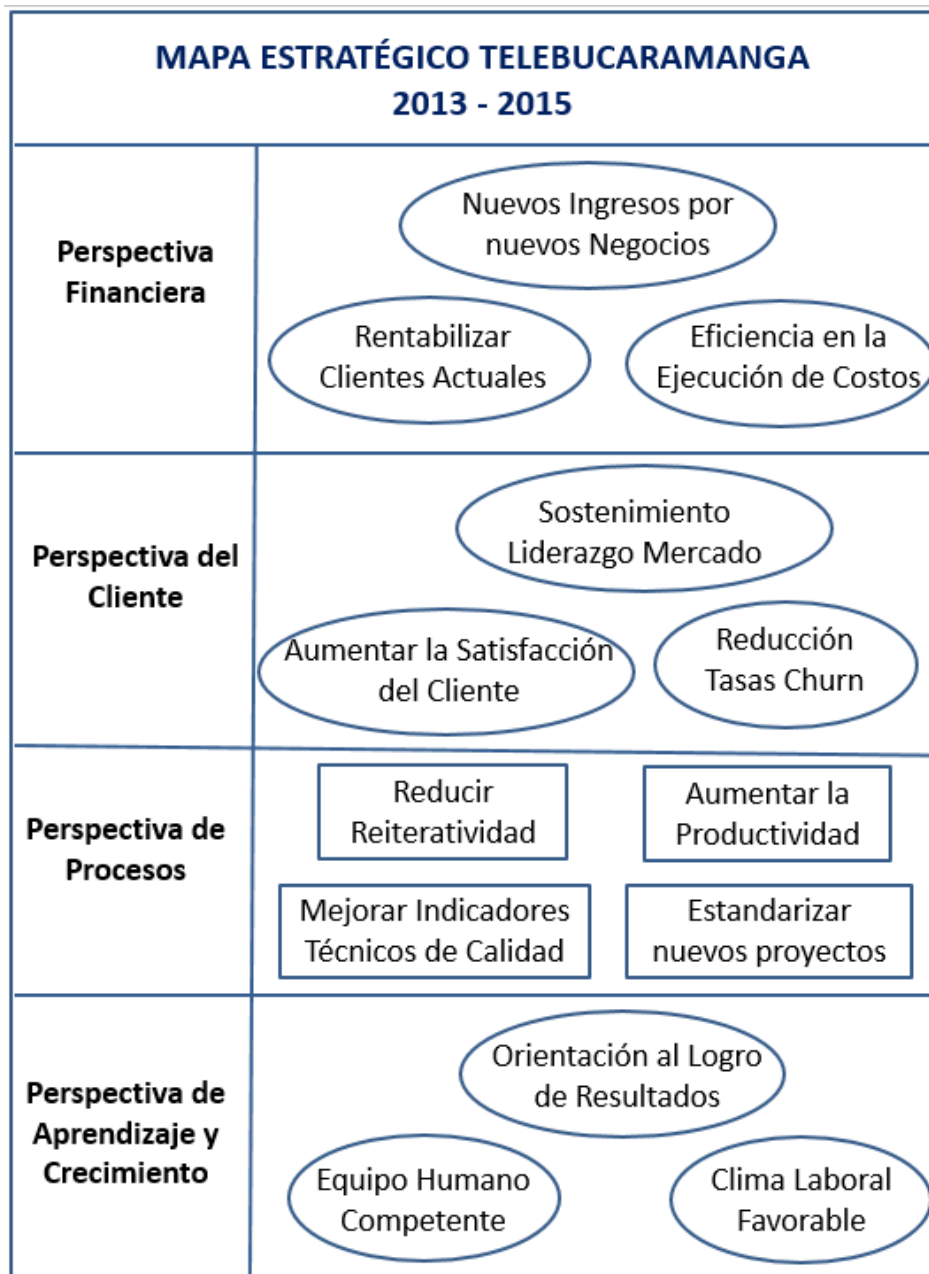 MAPA ESTRATÉGICO TELEBUCARAMANGA
2013 - 2015
Perspectiva
Financiera
Nuevos Ingresos por
nuevos Negocios
Rentabilizar
Clientes Actuales
Eficiencia en la
Ejecución de Costos
Perspectiva del
Cliente
Sostenimiento
Liderazgo Mercado
Aumentar la Satisfacción
del Cliente
Reducción
Tasas Churn
Perspectiva de
Procesos
Reducir
Reiteratividad
Aumentar la
Productividad
Mejorar Indicadores
Técnicos de Calidad
Estandarizar
nuevos proyectos
Perspectiva de
Aprendizaje y
Crecimiento
Orientación al Logro
de Resultados
Equipo Humano
Competente
Clima Laboral
Favorable